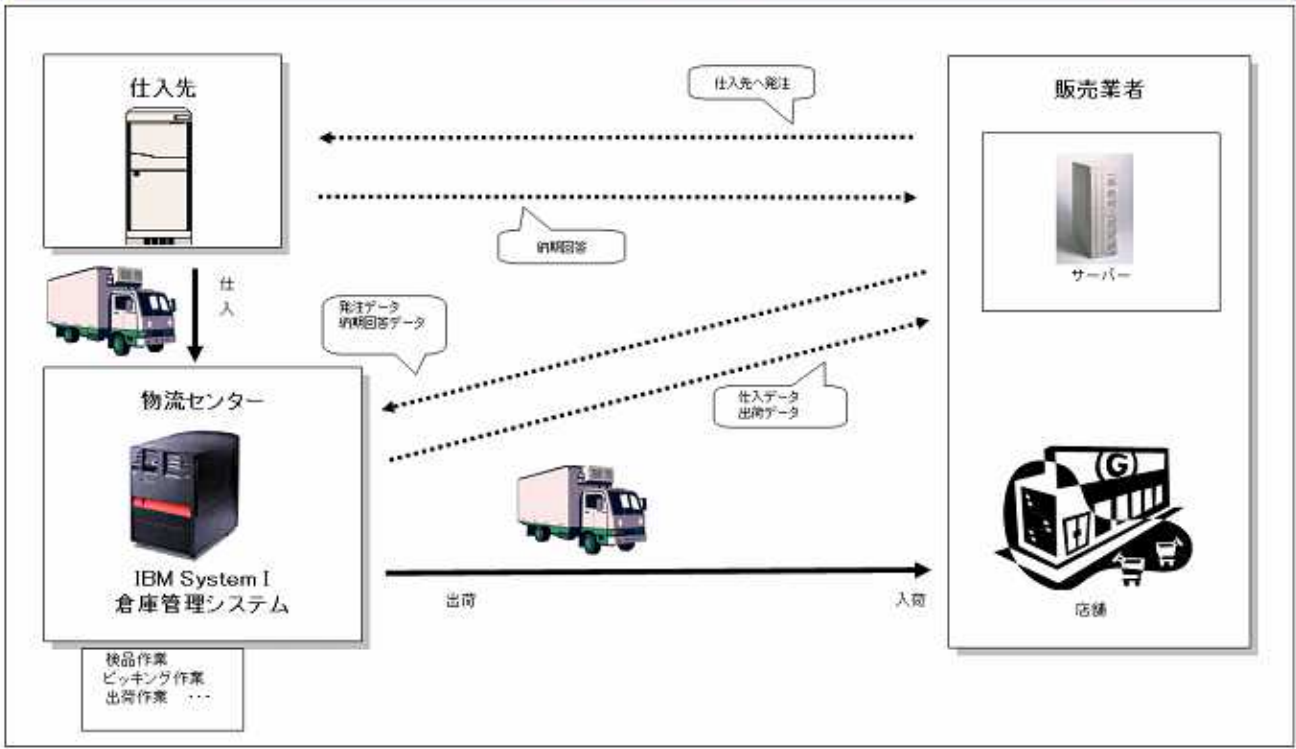 仕入先
仕入先へ発注
販売業者
サーバー
納期回答
仕
入
発注データ
納期回答データ
仕入データ
出荷データ
物流センター
IBM System I
倉庫管理システム
G
出荷
入荷
店舗
検品作業
ピッキング作業
出荷作業 ･･･